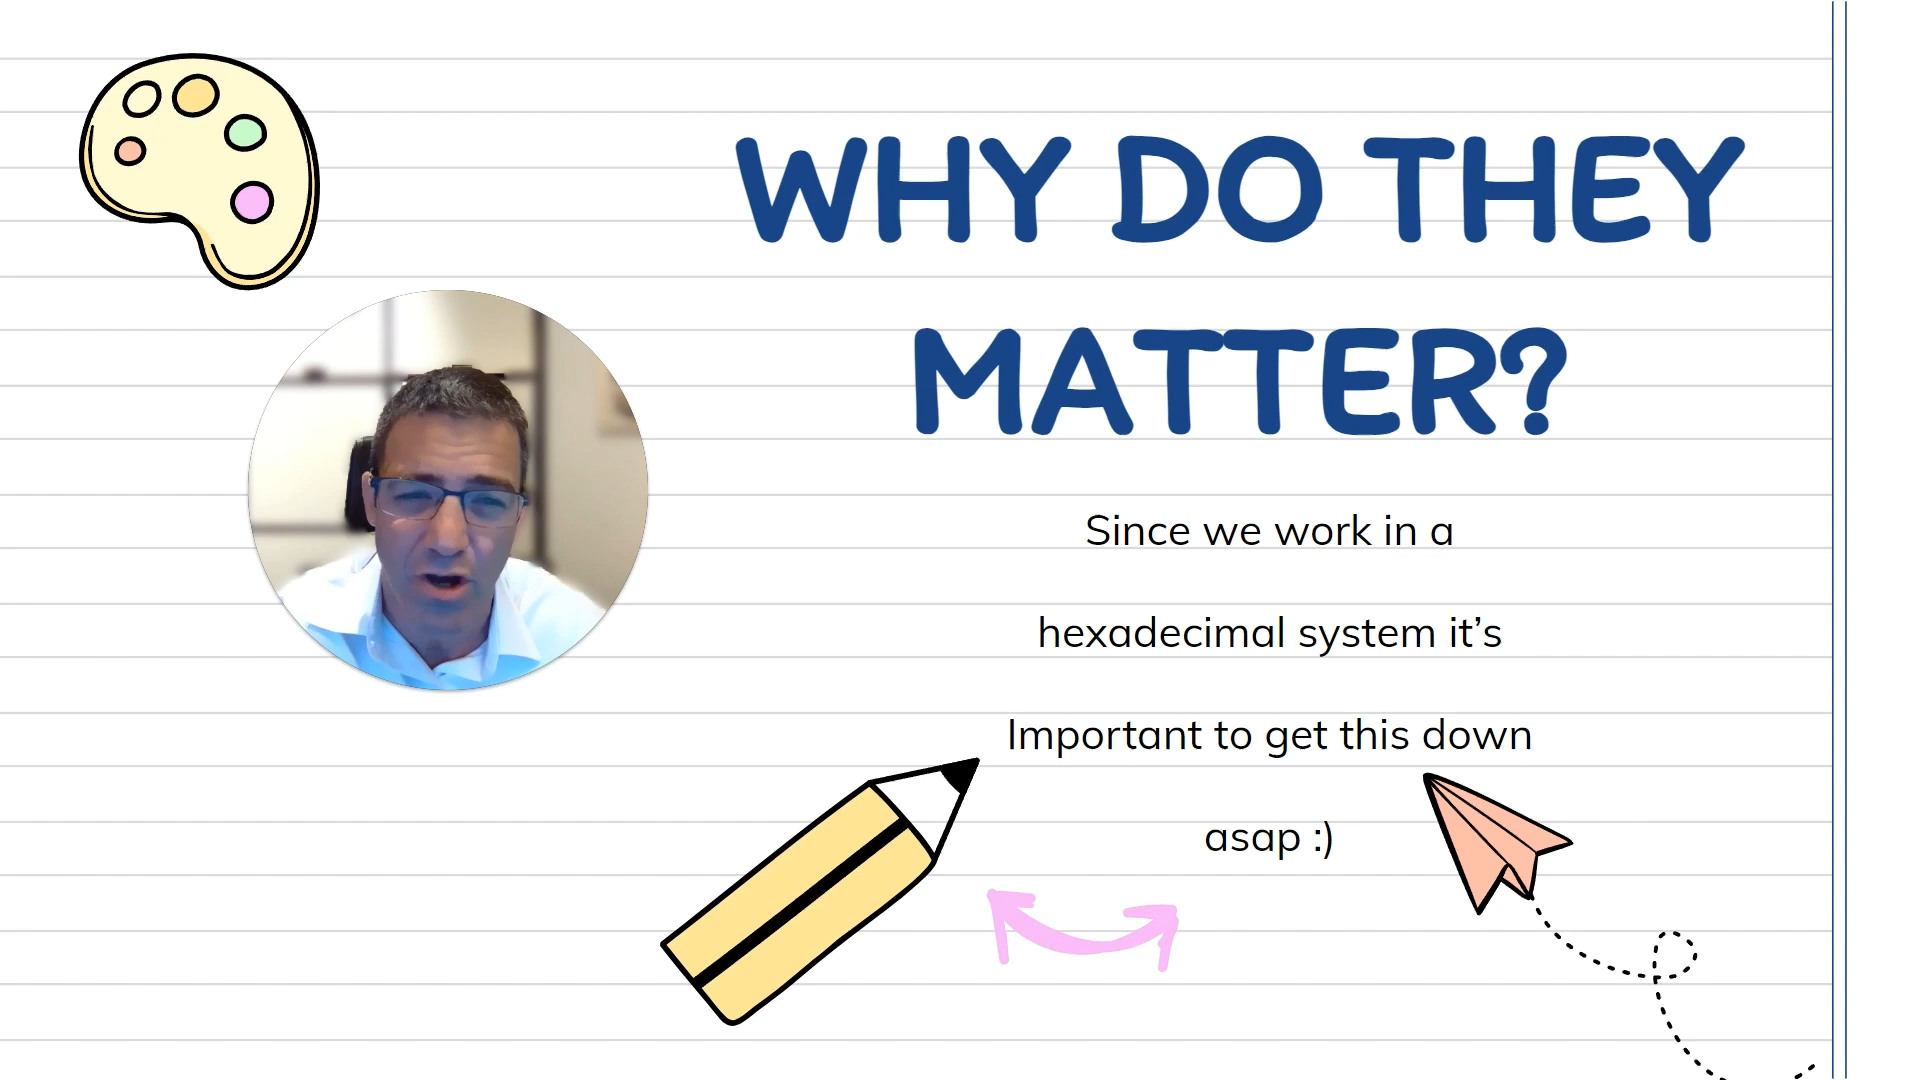 WHY DO THEY
MATTER?
Since we work in a
hexadecimal system it’s
Important to get this down
asap :)